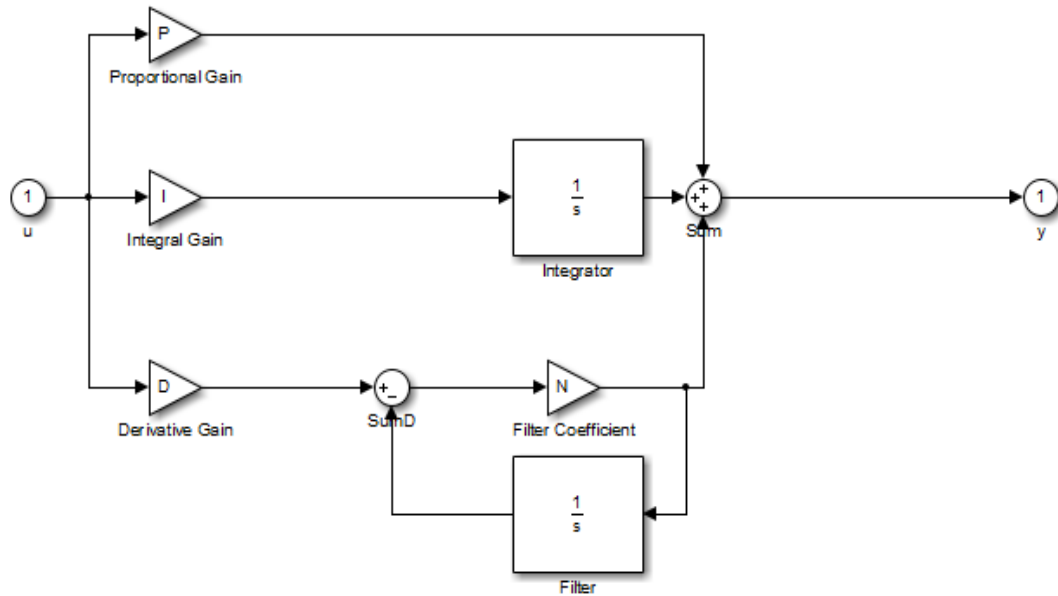 P
Proportional Gain
1
u
I
Integral Gain
1
s
Integrator
+
+
+
Sum
1
y
D
Derivative Gain
+
−
SumD
N
Filter Coefficient
1
s
Filter